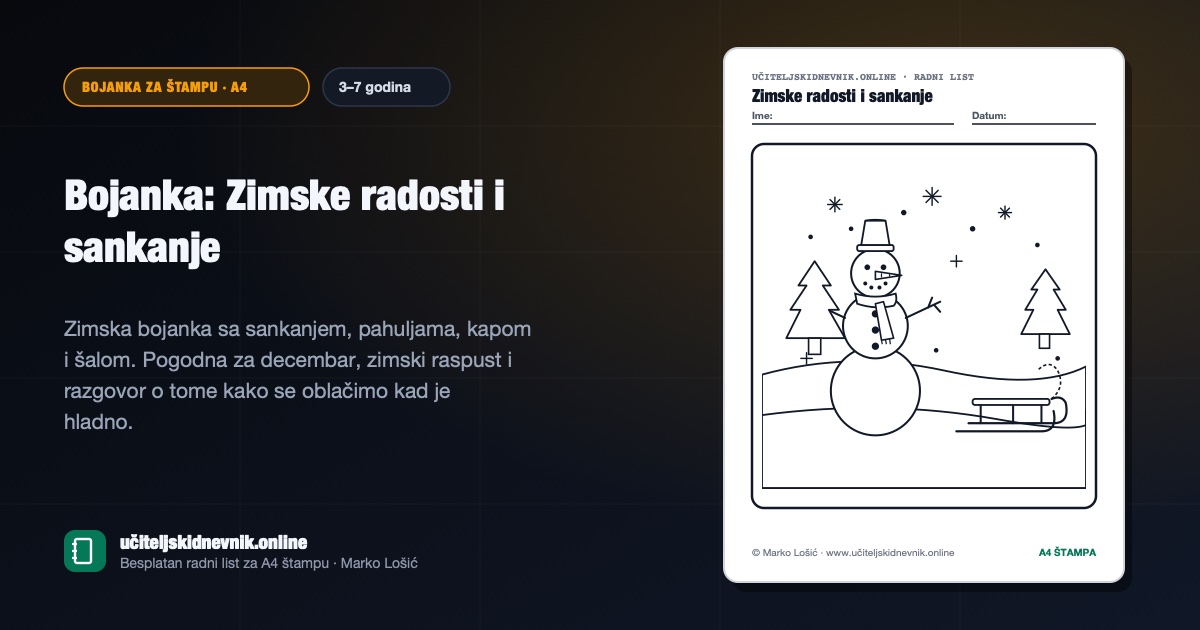 BOJANKA ZA ŠTAMPU · A4
3–7 godina
Bojanka: Zimske radosti i
sankanje
Zimska bojanka sa sankanjem, pahuljama, kapom
i šalom. Pogodna za decembar, zimski raspust i
razgovor o tome kako se oblačimo kad je
hladno.
učiteljskidnevnik.online
Besplatan radni list za A4 štampu · Marko Lošić
UČITELJSKIDNEVNIK.ONLINE · RADNI LIST
Zimske radosti i sankanje
Ime:
Datum:
© Marko Lošić · www.učiteljskidnevnik.online
A4 ŠTAMPA